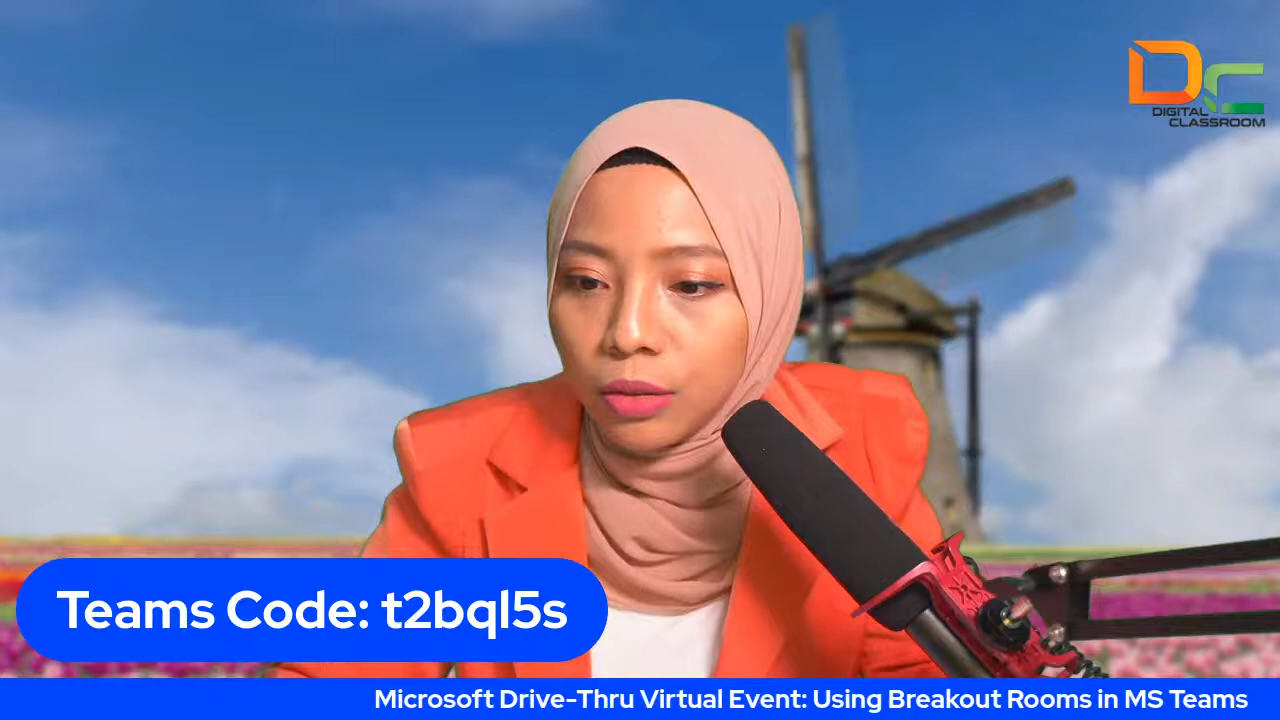 DIGITAL
CLASSROOM
Teams Code: t2bql5s
Microsoft Drive-Thru Virtual Event: Using Breakout Rooms in MS Teams